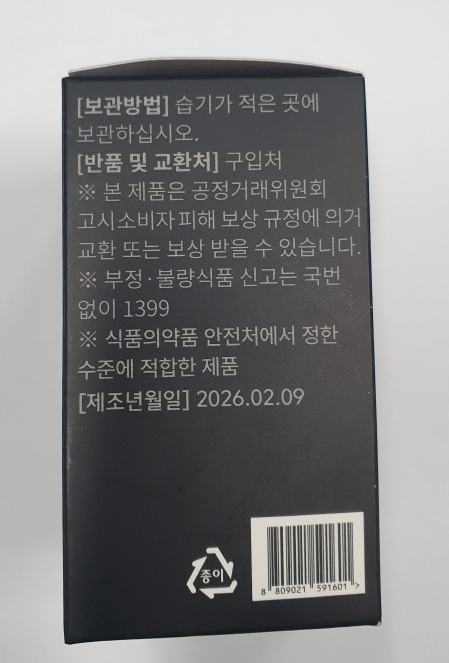 [보관방법] 습기가 적은 곳에
보관하십시오.
[반품 및 교환처] 구입처
※ 본 제품은 공정거래위원회
고시소비자피해 보상 규정에 의거
교환 또는 보상 받을 수 있습니다.
※ 부정·불량식품 신고는 국번
없이 1399
※ 식품의약품 안전처에서 정한
수준에 적합한 제품
[제조년월일] 2026.02.09
종이
8 809021 591601 >